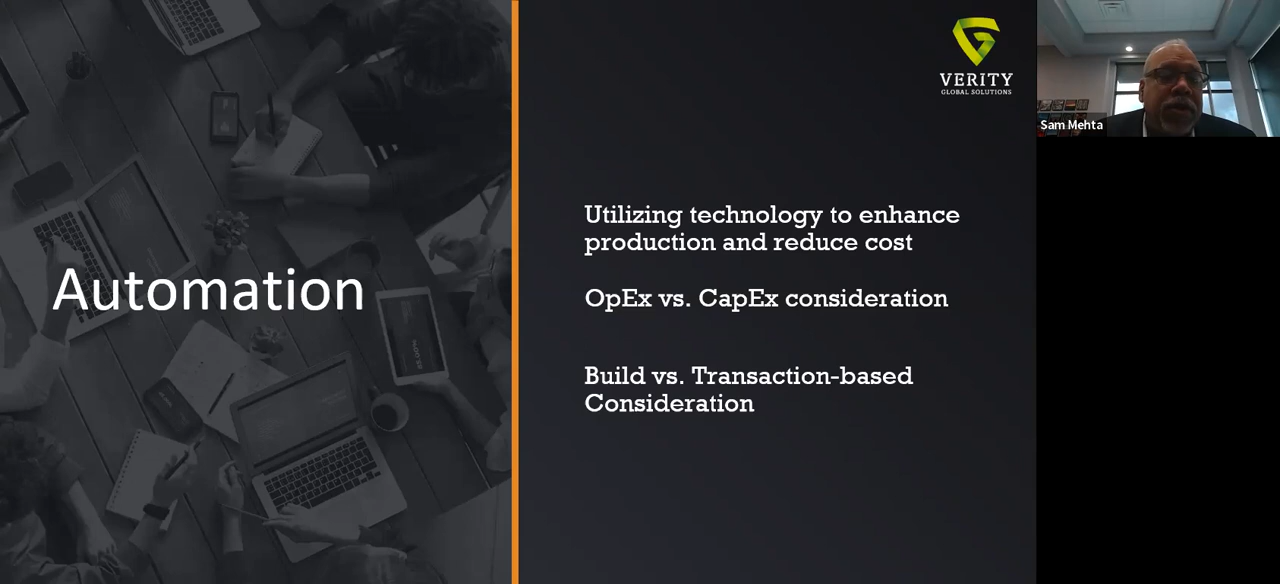 Automation
VERITY
GLOBAL SOLUTIONS
Utilizing technology to enhance
production and reduce cost
OpEx vs. CapEx consideration
Build vs. Transaction-based
Consideration
Sam Mehta